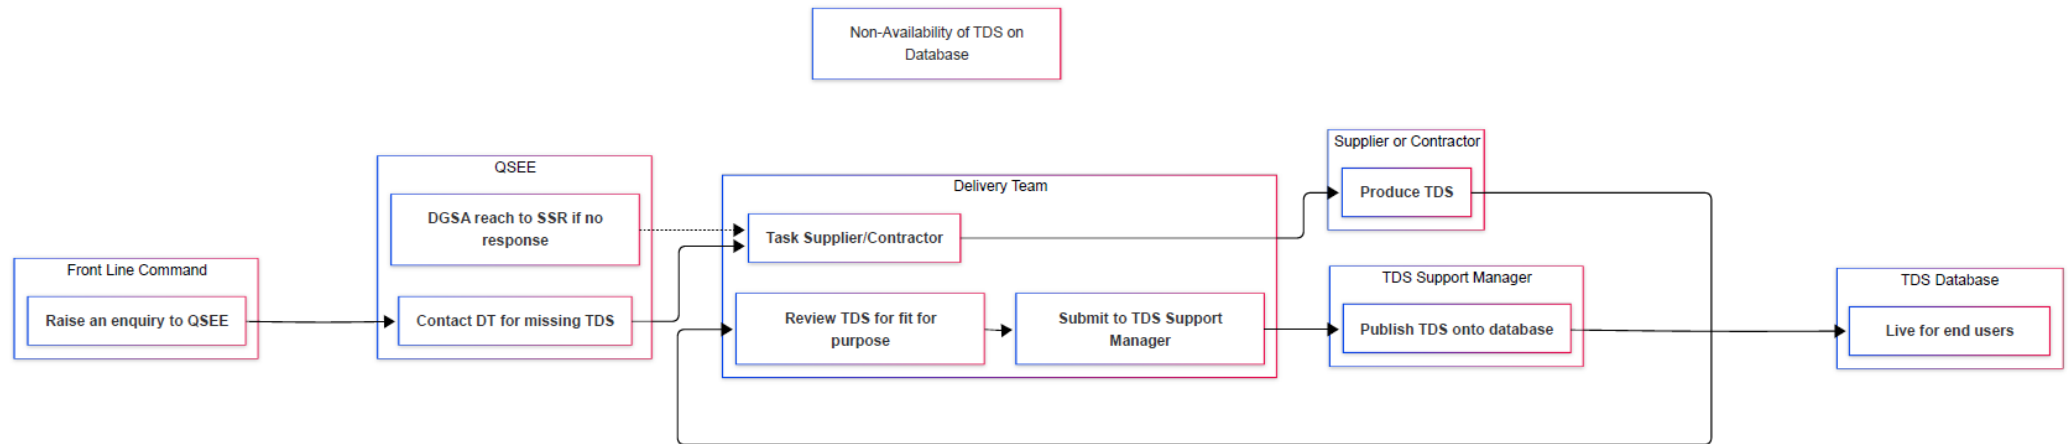 Non-Availability of TDS on
Database
Front Line Command
Raise an enquiry to QSEE
QSEE
DGSA reach to SSR if no
response
Contact DT for missing TDS
Delivery Team
Task Supplier/Contractor
Review TDS for fit for
purpose
Submit to TDS Support
Manager
Supplier or Contractor
Produce TDS
TDS Support Manager
Publish TDS onto database
TDS Database
Live for end users